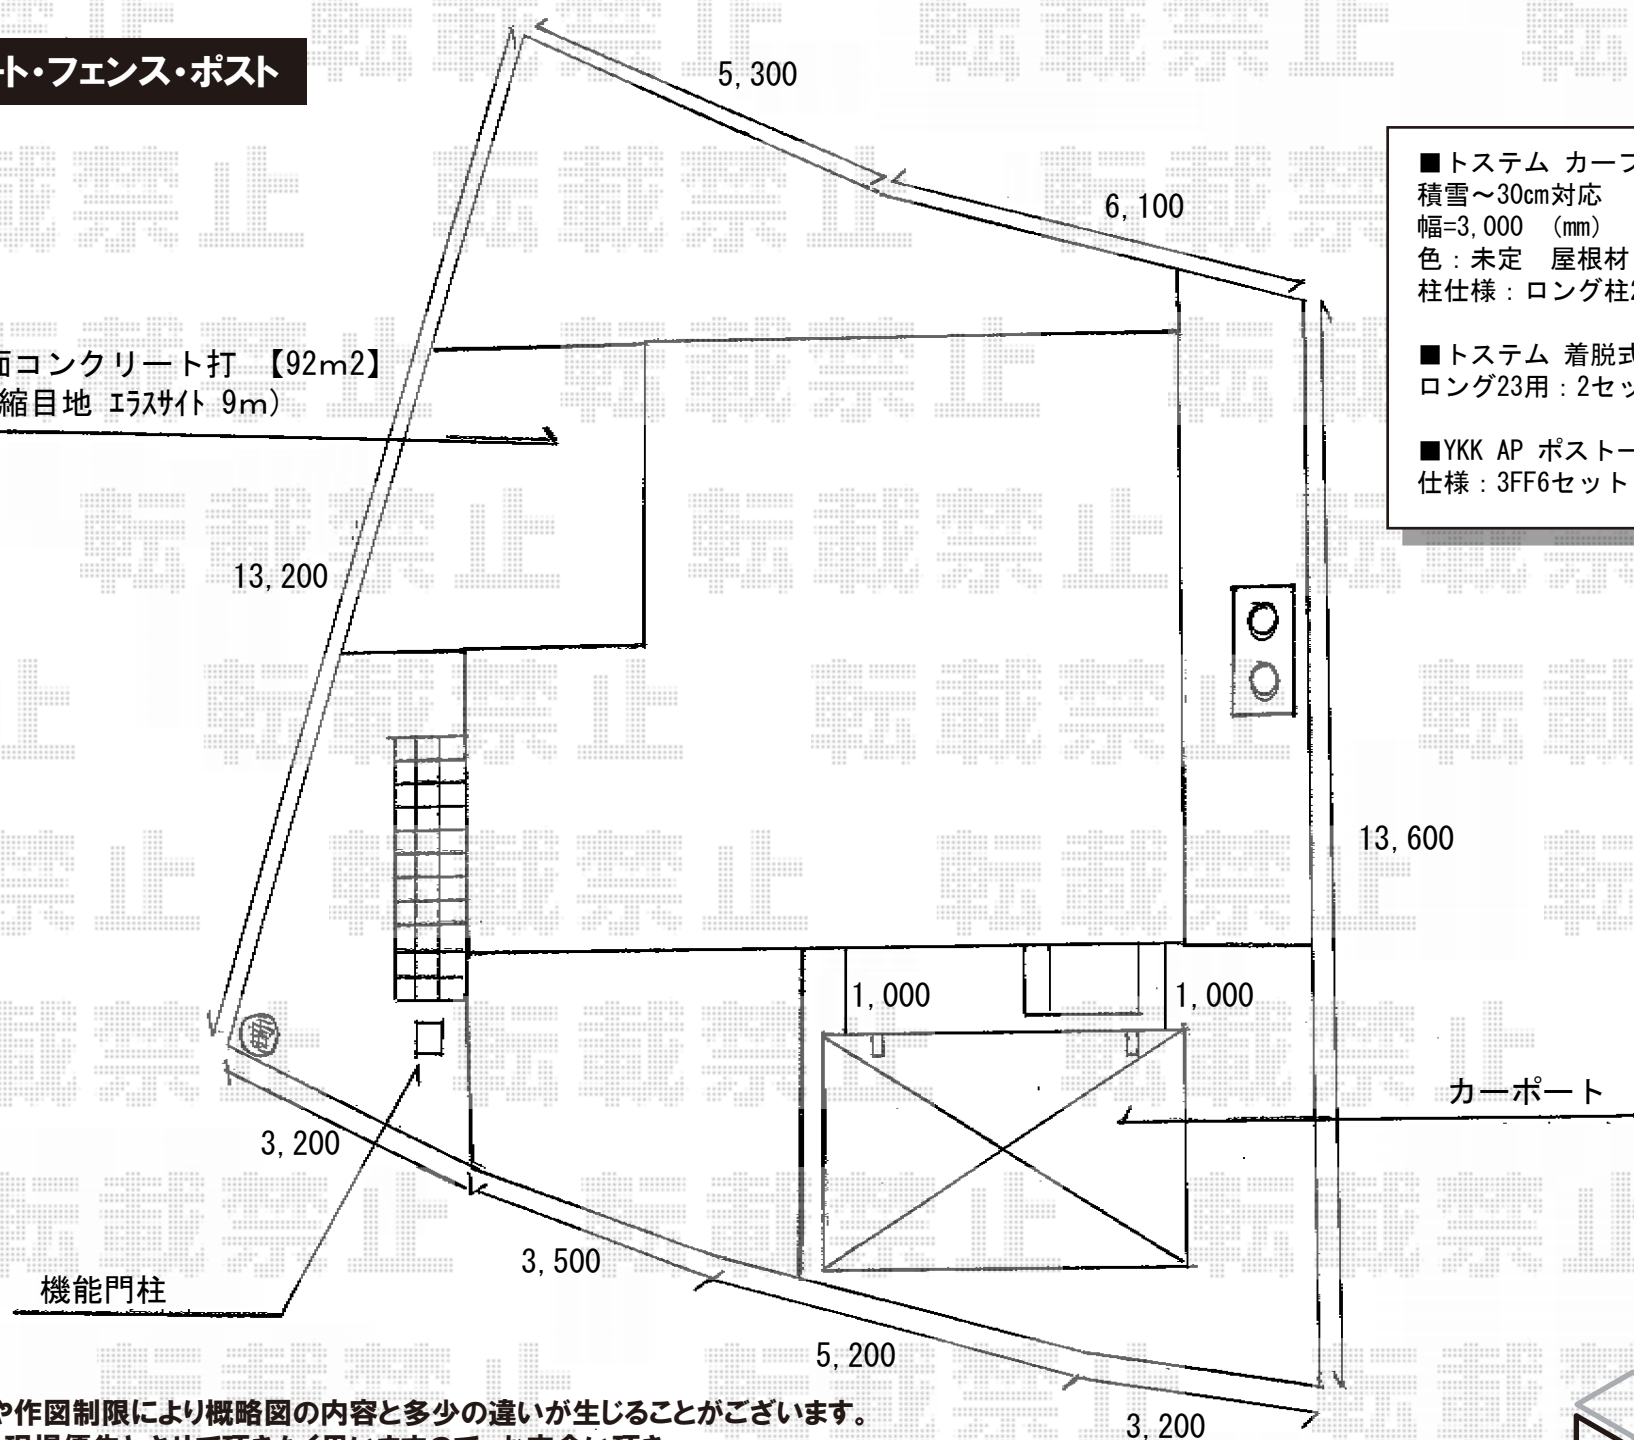 ト・フェンス・ポスト
5,300
6,100
■トステム カーフ
積雪～30㎝対応
幅=3,000 (㎜)
色：未定 屋根材
柱仕様：ロング柱2
■トステム 着脱式
ロング23用：2セッ
■YKK AP ポスト
仕様：3FF6セット
面コンクリート打 【92m2】
縮目地 ｴﾗｽｻｲﾄ 9m）
13,200
13,600
1,000
1,000
カーポート
3,200
3,500
機能門柱
5,200
3,200
や作図制限により概略図の内容と多少の違いが生じることがございます。
転載禁止